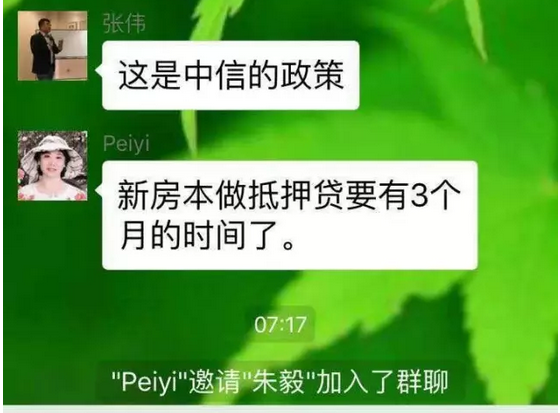 张伟
这是中信的政策
Peiyi
新房本做抵押贷要有3个
月的时间了。
07:17
"Peiyi"邀请"朱毅"加入了群聊